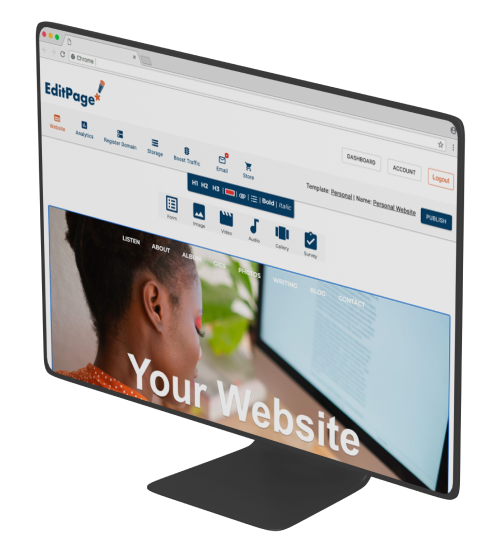 Chrome
EditPage
DASHBOARD
ACCOUNT
Logout
Website
Analytics
Register Domain
Storage
Boost Traffic
Email
Store
Template: Personal | Name: Personal Website
PUBLISH
H1 H2 H3 | Bold | Italic
Form
Image
Video
Audio
Gallery
Survey
LISTEN ABOUT PHOTOS WRITING BLOG CONTACT
Your Website